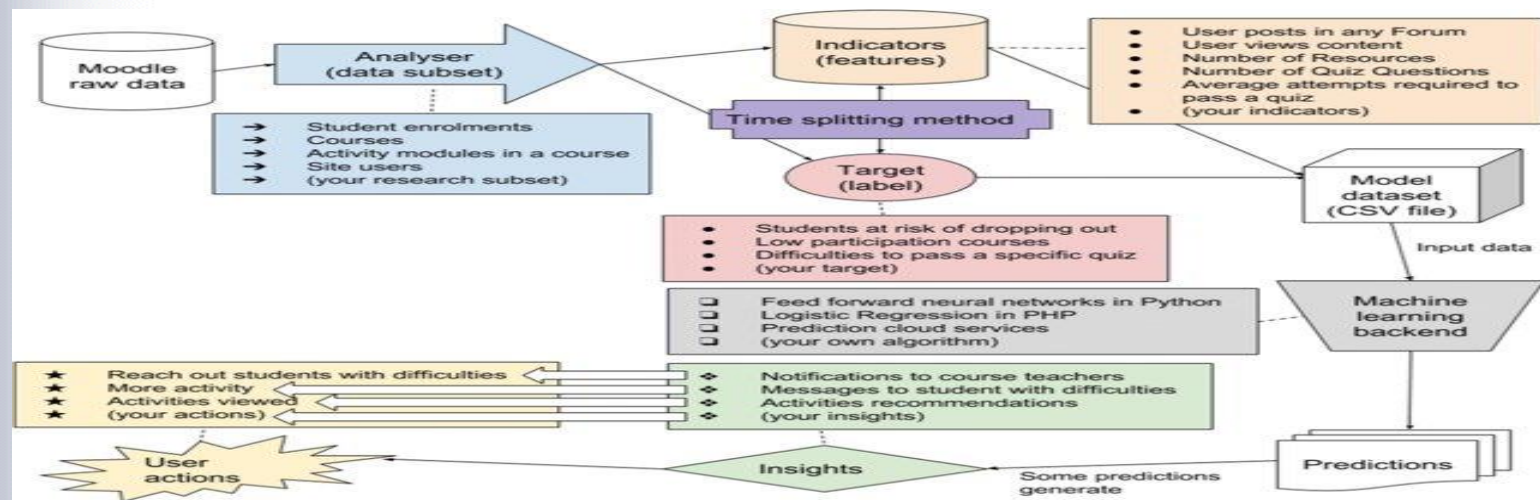 Moodle
raw data
Analyser
(data subset)
→ Student enrolments
→ Courses
→ Activity modules in a course
→ Site users
→ (your research subset)
Indicators
(features)
• User posts in any Forum
• User views content
• Number of Resources
• Number of Quiz Questions
• Average attempts required to
pass a quiz
• (your indicators)
Time splitting method
Target
(label)
• Students at risk of dropping out
• Low participation courses
• Difficulties to pass a specific quiz
• (your target)
Model
dataset
(CSV file)
Input data
Machine
learning
backend
❑ Feed forward neural networks in Python
❑ Logistic Regression in PHP
❑ Prediction cloud services
❑ (your own algorithm)
★ Reach out students with difficulties
★ More activity
★ Activities viewed
★ (your actions)
❖ Notifications to course teachers
❖ Messages to student with difficulties
❖ Activities recommendations
❖ (your insights)
User
actions
Insights
Some predictions
generate
Predictions